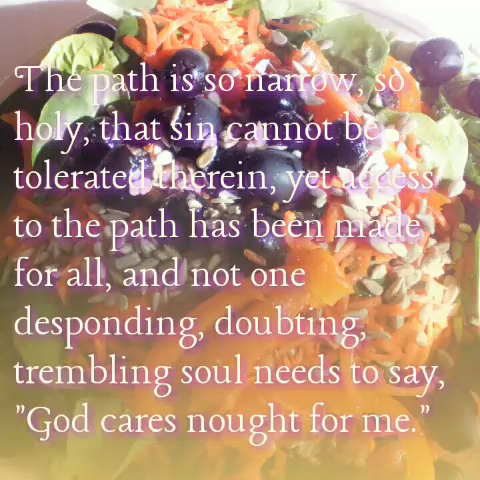 The path is so narrow, so
holy, that sin cannot be
tolerated therein, yet access
to the path has been made
for all, and not one
desponding, doubting,
trembling soul needs to say,
"God cares nought for me."